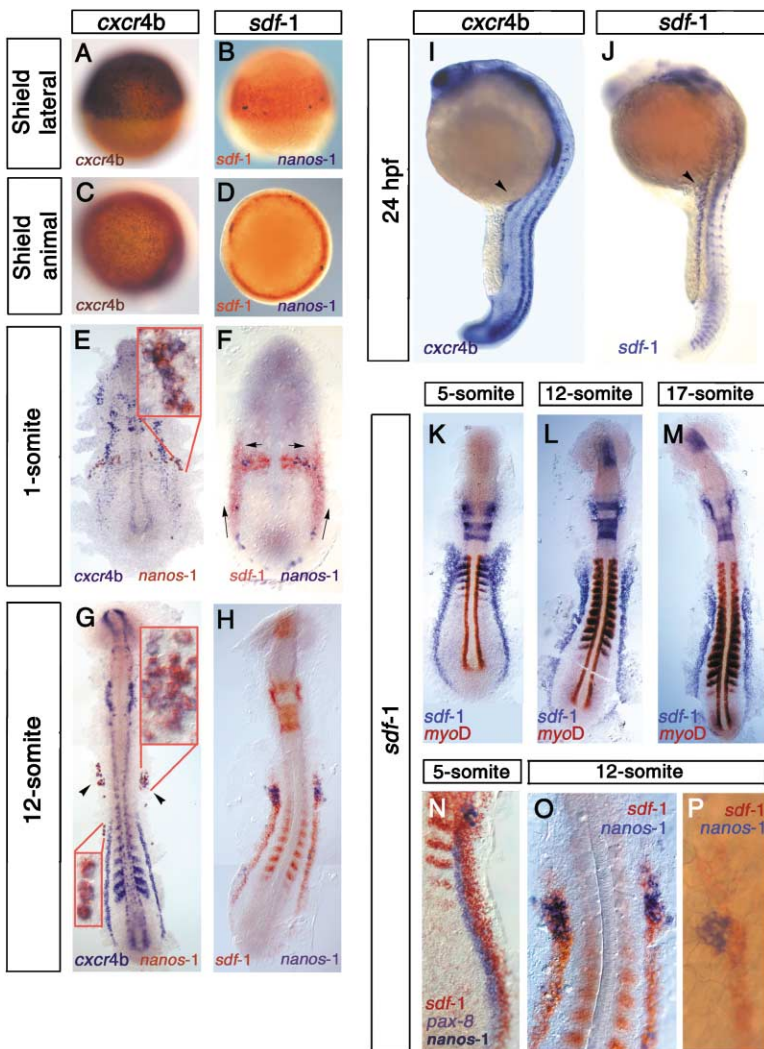 cxcr4b
sdf-1
cxcr4b
sdf-1
Shield lateral
A
cxcr4b
B
sdf-1 nanos-1
Shield animal
C
cxcr4b
D
sdf-1 nanos-1
24 hpf
I
cxcr4b
J
sdf-1
1-somite
E
cxcr4b nanos-1
F
sdf-1 nanos-1
12-somite
G
cxcr4b nanos-1
H
sdf-1 nanos-1
sdf-1
5-somite
12-somite
17-somite
K
sdf-1
myoD
L
sdf-1
myoD
M
sdf-1
myoD
5-somite
12-somite
N
sdf-1
pax-8
nanos-1
O
sdf-1
nanos-1
P
sdf-1
nanos-1